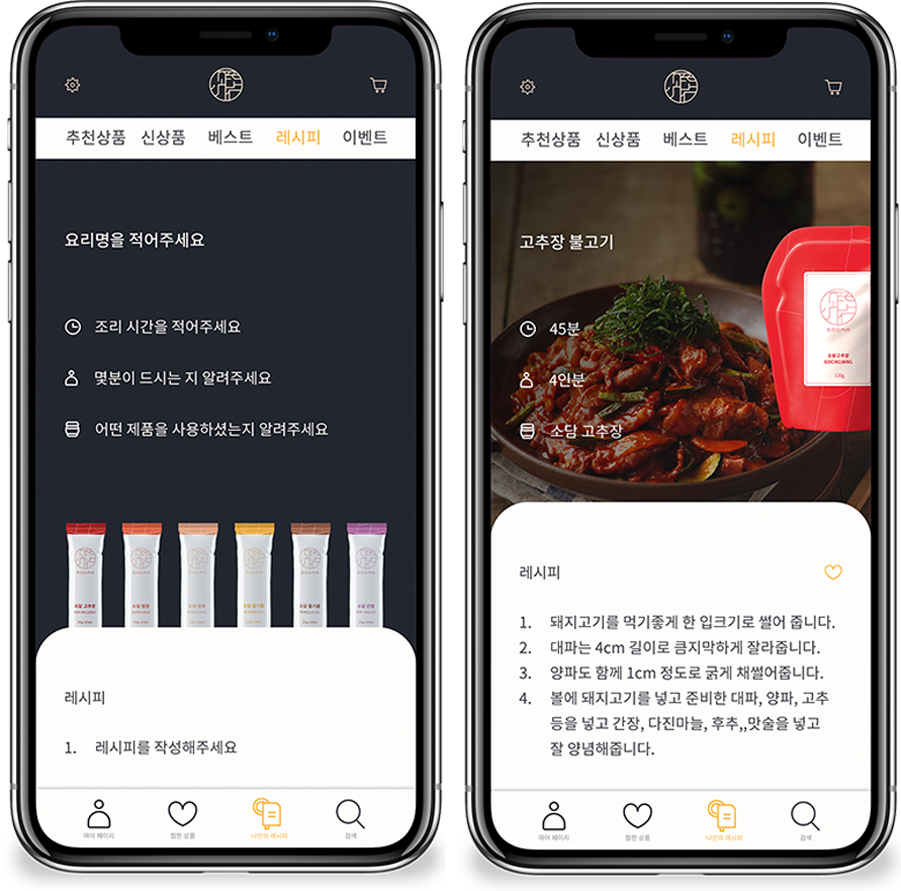 추천상품 신상품 베스트 레시피 이벤트
요리명을 적어주세요
조리 시간을 적어주세요
몇분이 드시는 지 알려주세요
어떤 제품을 사용하셨는지 알려주세요
소담 고추장
GOCHUJANG
소담 쌈장
소담 된장
소담 들기름
소담 간장
레시피
1. 레시피를 작성해주세요
마이 페이지
찜한 상품
나만의 레시피
검색
추천상품 신상품 베스트 레시피 이벤트
고추장 불고기
45분
4인분
소담 고추장
소담고추장
GOCHUJANG
120g
레시피
1. 돼지고기를 먹기좋게 한 입크기로 썰어 줍니다.
2. 대파는 4cm 길이로 큼지막하게 잘라줍니다.
3. 양파도 함께 1cm 정도로 굵게 채썰어줍니다.
4. 볼에 돼지고기를 넣고 준비한 대파, 양파, 고추
등을 넣고 간장, 다진마늘, 후추,,맛술을 넣고
잘 양념해줍니다.
마이 페이지
찜한 상품
나만의 레시피
검색